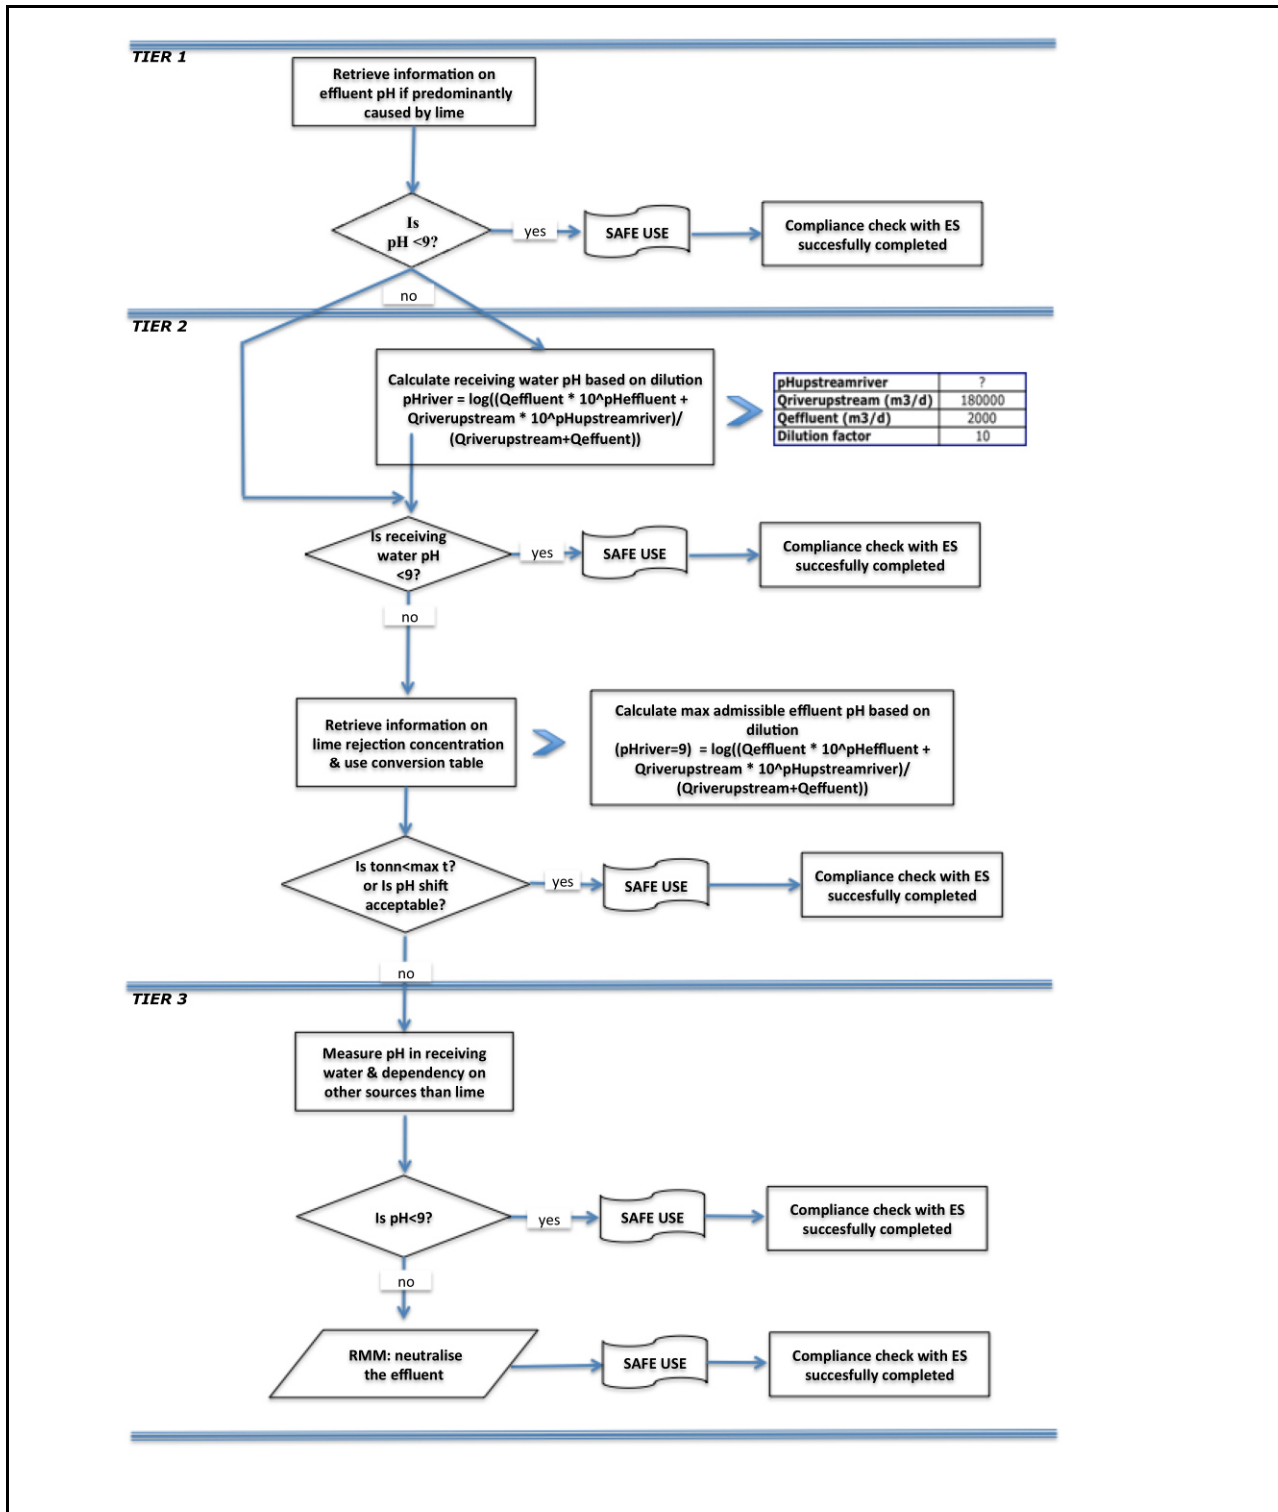 TIER 1
Retrieve information on
effluent pH if predominantly
caused by lime
Is
pH <9?
yes
SAFE USE
Compliance check with ES
succesfully completed
no
TIER 2
Calculate receiving water pH based on dilution
pHriver = log((Qeffluent * 10^pHeffluent +
Qriverupstream * 10^pHupstreamriver)/
(Qriverupstream+Qeffuent))
pHupstreamriver ?
Qriverupstream (m3/d) 180000
Qeffluent (m3/d) 2000
Dilution factor 10
Is receiving
water pH
<9?
yes
SAFE USE
Compliance check with ES
succesfully completed
no
Retrieve information on
lime rejection concentration
& use conversion table
Calculate max admissible effluent pH based on
dilution
(pHriver=9) = log((Qeffluent * 10^pHeffluent +
Qriverupstream * 10^pHupstreamriver)/
(Qriverupstream+Qeffuent))
Is tonn<max t?
or Is pH shift
acceptable?
yes
SAFE USE
Compliance check with ES
succesfully completed
no
TIER 3
Measure pH in receiving
water & dependency on
other sources than lime
Is pH<9?
yes
SAFE USE
Compliance check with ES
succesfully completed
no
RMM: neutralise
the effluent
SAFE USE
Compliance check with ES
succesfully completed